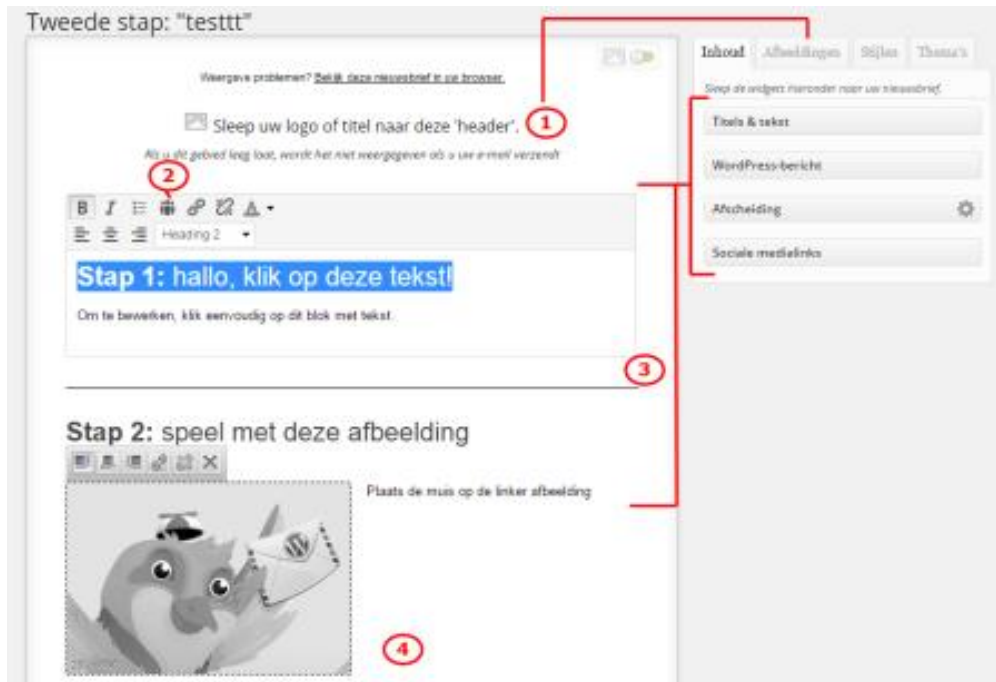 Tweede stap: "testtt"
Inhoud Afbeeldingen Stijlen Thema's
Weergave problemen? Bekijk deze nieuwsbrief in uw browser.
Sleep de widgets hieronder naar uw nieuwsbrief.
1
Sleep uw logo of titel naar deze 'header'.
Titels & tekst
Als u dit gebied leeg laat, wordt het niet weergegeven als u uw e-mail verzendt
WordPress-bericht
2
B I A
Afscheiding
Heading 2
Sociale medialinks
Stap 1: hallo, klik op deze tekst!
Om te bewerken, klik eenvoudig op dit blok met tekst.
3
Stap 2: speel met deze afbeelding
Plaats de muis op de linker afbeelding
4